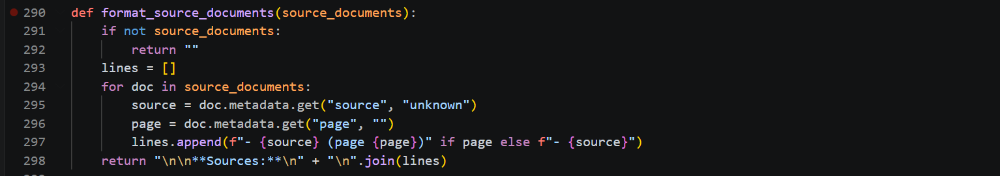 290 def format_source_documents(source_documents):
291     if not source_documents:
292         return ""
293     lines = []
294     for doc in source_documents:
295         source = doc.metadata.get("source", "unknown")
296         page = doc.metadata.get("page", "")
297         lines.append(f"- {source} (page {page})" if page else f"- {source}")
298     return "\n\n**Sources:**\n" + "\n".join(lines)